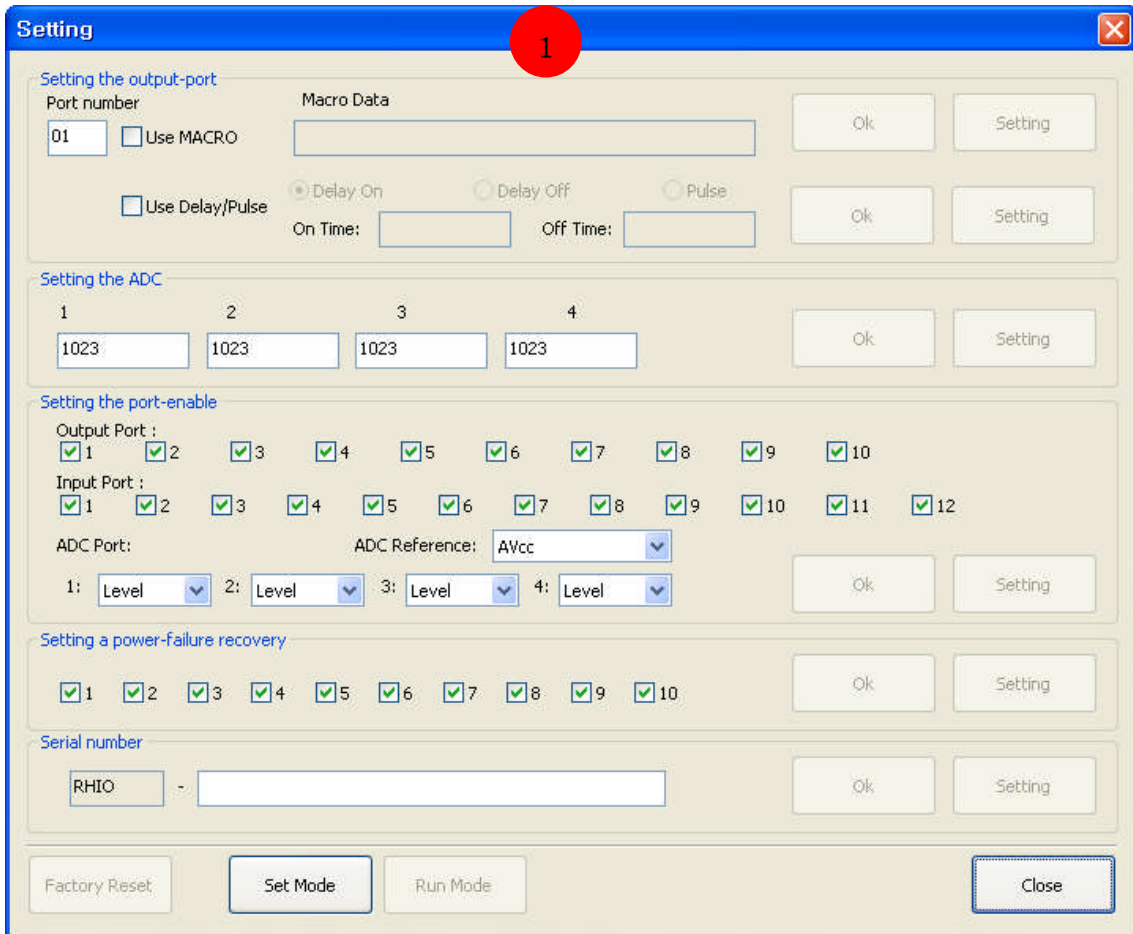 Setting
1
Setting the output-port
Port number
Macro Data
01
Use MACRO
Ok
Setting
Use Delay/Pulse
Delay On
Delay Off
Pulse
On Time:
Off Time:
Ok
Setting
Setting the ADC
1 2 3 4
1023 1023 1023 1023
Ok
Setting
Setting the port-enable
Output Port :
1 2 3 4 5 6 7 8 9 10
Input Port :
1 2 3 4 5 6 7 8 9 10 11 12
ADC Port:
ADC Reference: AVcc
1: Level 2: Level 3: Level 4: Level
Ok
Setting
Setting a power-failure recovery
1 2 3 4 5 6 7 8 9 10
Ok
Setting
Serial number
RHIO -
Ok
Setting
Factory Reset
Set Mode
Run Mode
Close